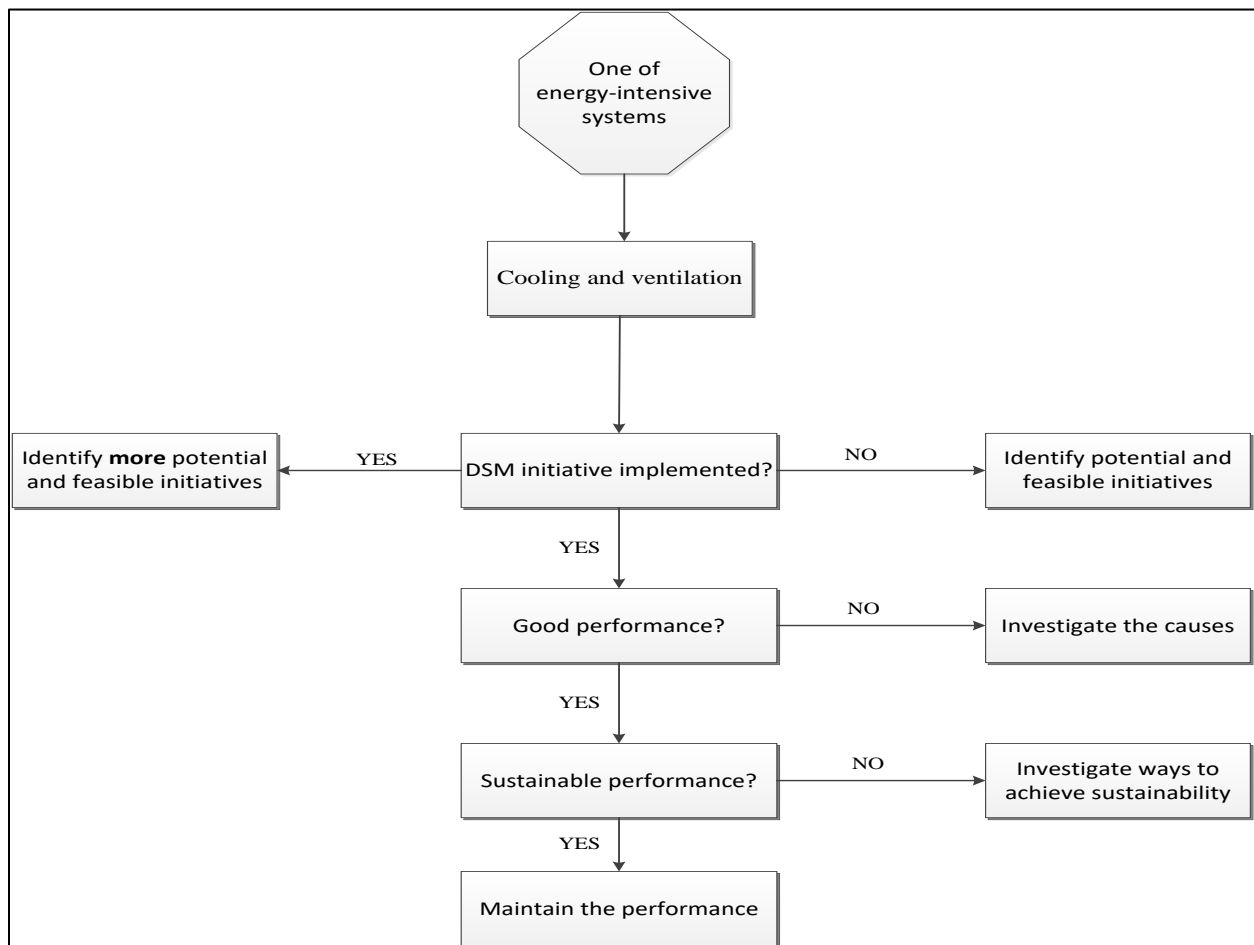 One of
energy-intensive
systems
Cooling and ventilation
Identify more potential
and feasible initiatives
YES
DSM initiative implemented?
NO
Identify potential and
feasible initiatives
YES
Good performance?
NO
Investigate the causes
YES
Sustainable performance?
NO
Investigate ways to
achieve sustainability
YES
Maintain the performance